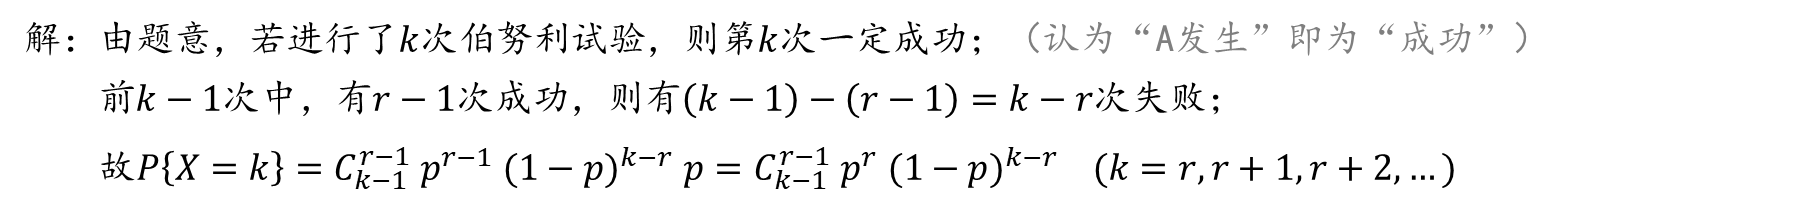 解：由题意，若进行了k次伯努利试验，则第k次一定成功；（认为“A发生”即为“成功”）
前k − 1次中，有r − 1次成功，则有(k − 1) − (r − 1) = k − r次失败；
故P{X = k} = C_{k−1}^{r−1} p^{r−1} (1 − p)^{k−r} p = C_{k−1}^{r−1} p^r (1 − p)^{k−r} (k = r, r + 1, r + 2, …)